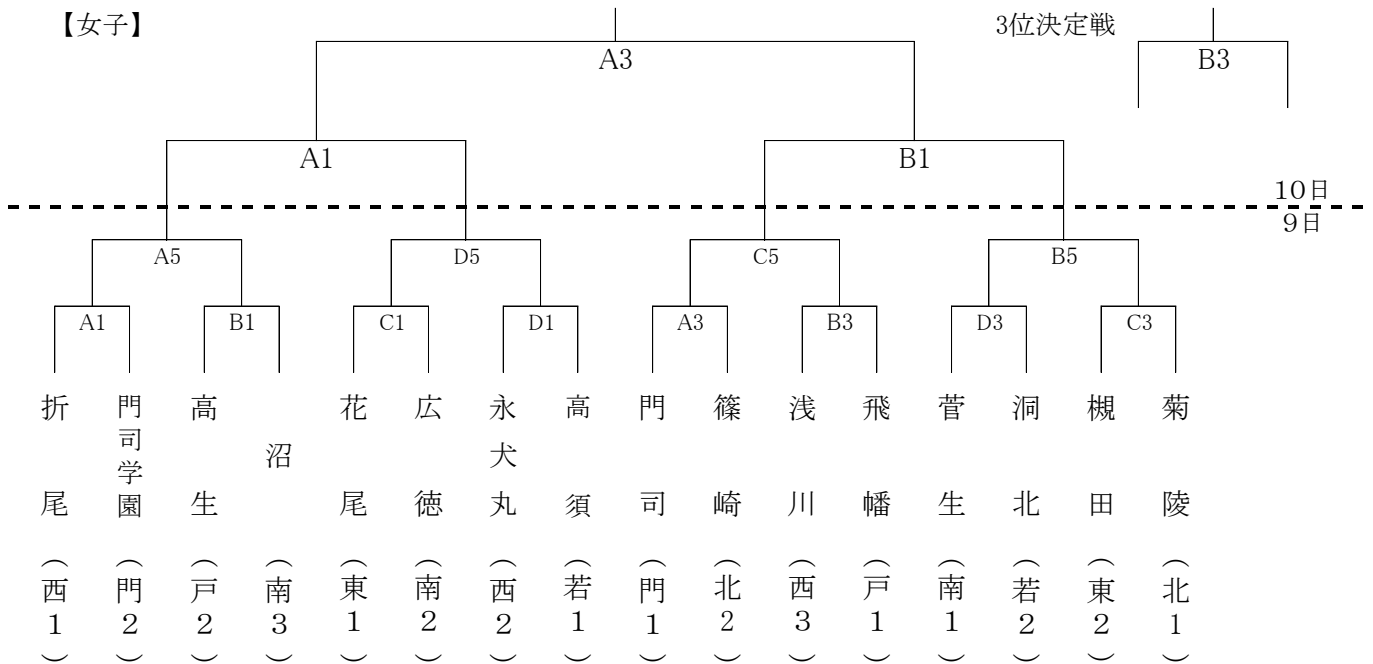 【女子】
3位決定戦
A3
B3
A1
B1
10日
9日
A5
D5
C5
B5
A1
B1
C1
D1
A3
B3
D3
C3
折尾(西1)
門司学園(門2)
高生(戸2)
沼(南3)
花尾(東1)
広徳(南2)
永犬丸(西2)
高須(若1)
門司(門1)
篠崎(北2)
浅川(西3)
飛幡(戸1)
菅生(南1)
洞北(若2)
槻田(東2)
菊陵(北1)